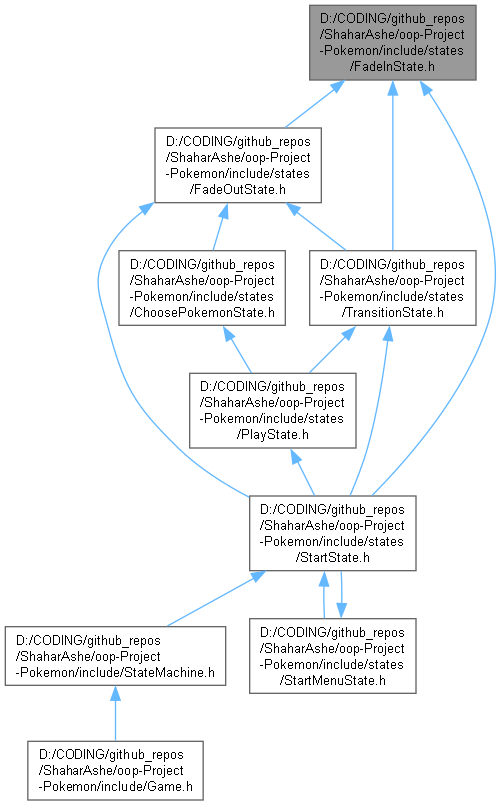 D:/CODING/github_repos
/ShaharAshe/oop-Project
-Pokemon/include/states
/FadeInState.h
D:/CODING/github_repos
/ShaharAshe/oop-Project
-Pokemon/include/states
/FadeOutState.h
D:/CODING/github_repos
/ShaharAshe/oop-Project
-Pokemon/include/states
/ChoosePokemonState.h
D:/CODING/github_repos
/ShaharAshe/oop-Project
-Pokemon/include/states
/TransitionState.h
D:/CODING/github_repos
/ShaharAshe/oop-Project
-Pokemon/include/states
/PlayState.h
D:/CODING/github_repos
/ShaharAshe/oop-Project
-Pokemon/include/states
/StartState.h
D:/CODING/github_repos
/ShaharAshe/oop-Project
-Pokemon/include/StateMachine.h
D:/CODING/github_repos
/ShaharAshe/oop-Project
-Pokemon/include/states
/StartMenuState.h
D:/CODING/github_repos
/ShaharAshe/oop-Project
-Pokemon/include/Game.h